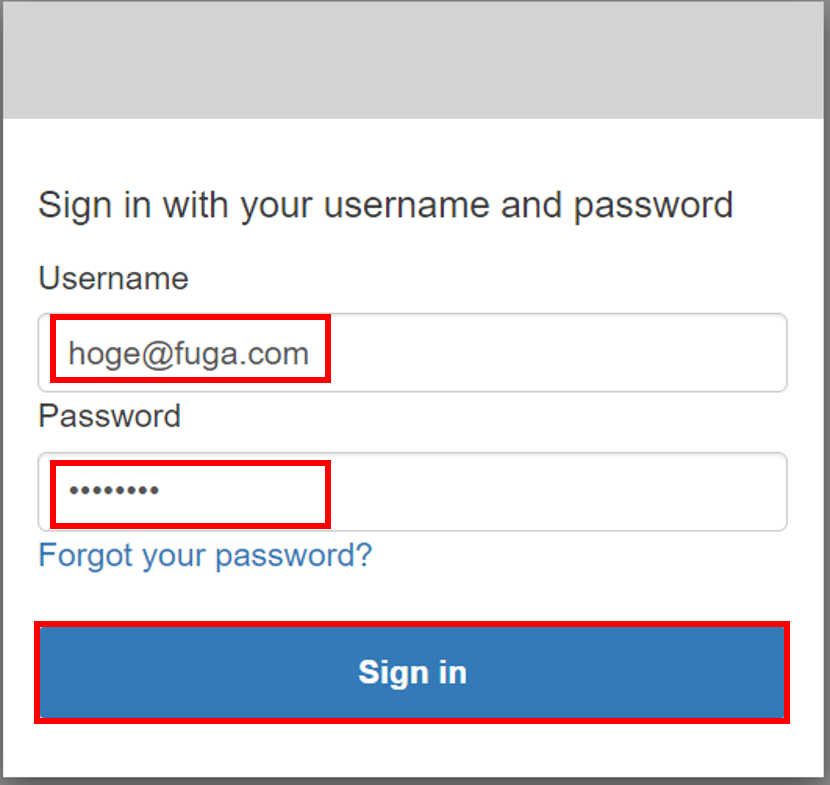 Sign in with your username and password
Username
hoge@fuga.com
Password
••••••••
Forgot your password?
Sign in